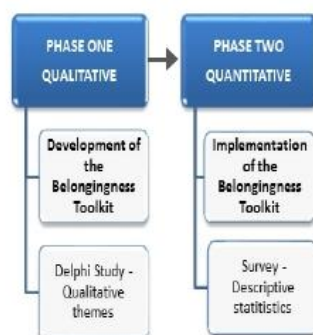 PHASE ONE
QUALITATIVE
Development of
the
Belongingness
Toolkit
Delphi Study -
Qualitative
themes
PHASE TWO
QUANTITATIVE
Implementation
of the
Belongingness
Toolkit
Survey -
Descriptive
statitistics